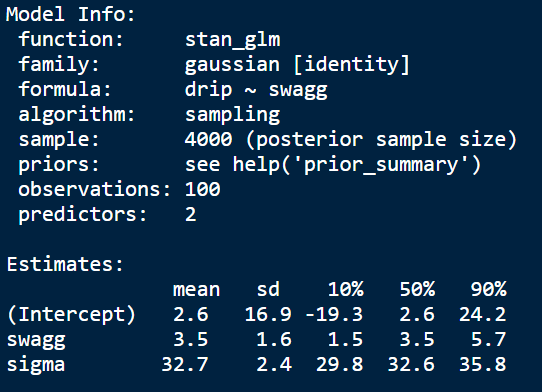 Model Info:
function: stan_glm
family: gaussian [identity]
formula: drip ~ swagg
algorithm: sampling
sample: 4000 (posterior sample size)
priors: see help('prior_summary')
observations: 100
predictors: 2
Estimates:
mean sd 10% 50% 90%
(Intercept) 2.6 16.9 -19.3 2.6 24.2
swagg 3.5 1.6 1.5 3.5 5.7
sigma 32.7 2.4 29.8 32.6 35.8